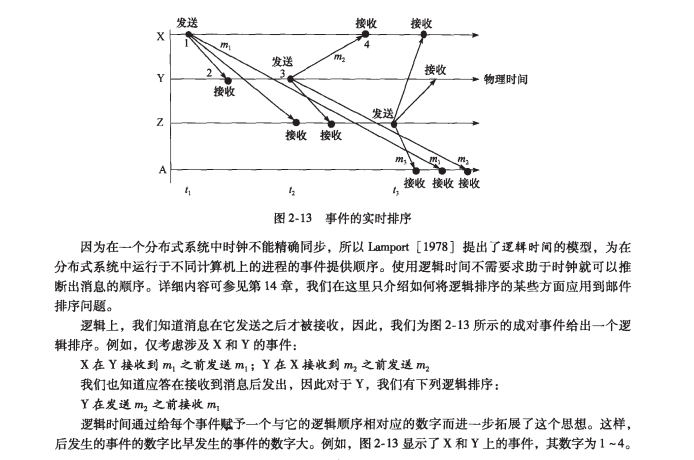 发送 接收 接收
X 1 m₁ 4
发送 m₂
Y 2 3 接收 物理时间
接收
发送
Z
接收 接收
m₃ m₁ m₂
A
接收 接收 接收
t₁ t₂ t₃
图 2-13 事件的实时排序
因为在一个分布式系统中时钟不能精确同步，所以 Lamport［1978］提出了逻辑时间的模型，为在
分布式系统中运行于不同计算机上的进程的事件提供顺序。使用逻辑时间不需要求助于时钟就可以推
断出消息的顺序。详细内容可参见第 14 章，我们在这里只介绍如何将逻辑排序的某些方面应用到邮件
排序问题。
逻辑上，我们知道消息在它发送之后才被接收，因此，我们为图 2-13 所示的成对事件给出一个逻
辑排序。例如，仅考虑涉及 X 和 Y 的事件：
X 在 Y 接收到 m₁ 之前发送 m₁；Y 在 X 接收到 m₂ 之前发送 m₂
我们也知道应答在接收到消息后发出，因此对于 Y，我们有下列逻辑排序：
Y 在发送 m₂ 之前接收 m₁
逻辑时间通过给每个事件赋予一个与它的逻辑顺序相对应的数字而进一步拓展了这个思想。这样，
后发生的事件的数字比早发生的事件的数字大。例如，图 2-13 显示了 X 和 Y 上的事件，其数字为 1 ~ 4。